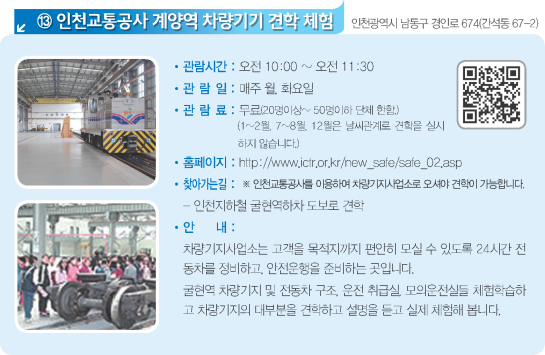 ⑬ 인천교통공사 계양역 차량기기 견학 체험
인천광역시 남동구 경인로 674(간석동 67-2)
• 관람시간 : 오전 10:00 ~ 오전 11:30
• 관 람 일 : 매주 월, 화요일
• 관 람 료 : 무료(20명이상~ 50명이하 단체 한함.)
(1~2월, 7~8월, 12월은 날씨관계로 견학을 실시
하지 않습니다.)
• 홈페이지 : http://www.ictr.or.kr/new_safe/safe_02.asp
• 찾아가는길 : ※ 인천교통공사를 이용하여 차량기지사업소로 오셔야 견학이 가능합니다.
- 인천지하철 귤현역하차 도보로 견학
• 안 내 :
차량기지사업소는 고객을 목적지까지 편안히 모실 수 있도록 24시간 전
동차를 정비하고, 안전운행을 준비하는 곳입니다.
귤현역 차량기지 및 전동차 구조, 운전 취급실, 모의운전실등 체험학습하
고 차량기지의 대부분을 견학하고 설명을 듣고 실제 체험해 봅니다.